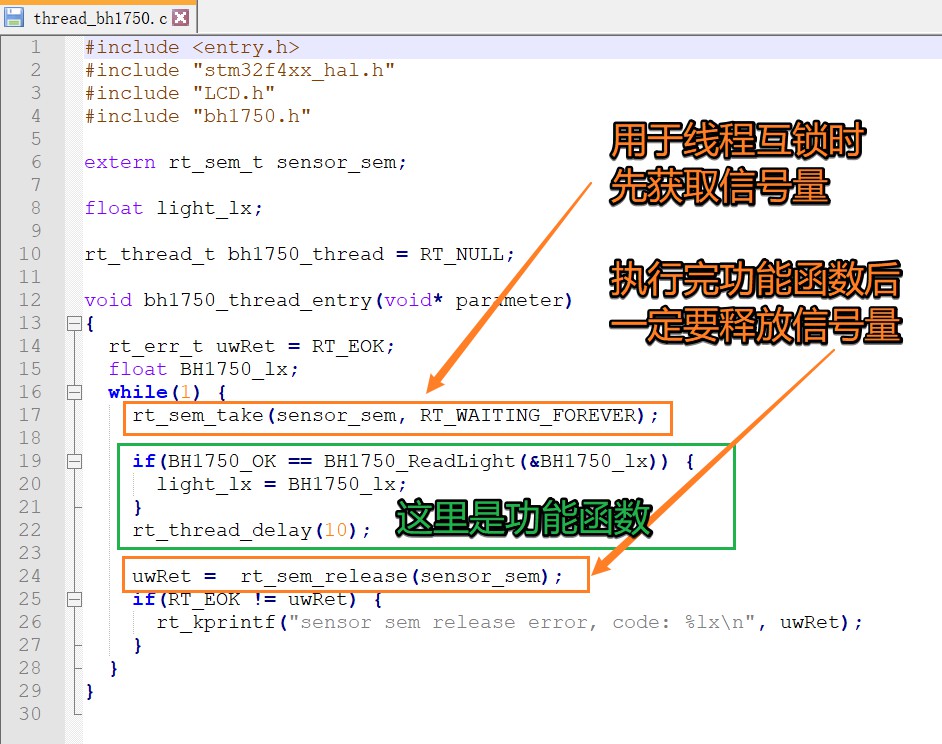 thread_bh1750.c
1 #include <entry.h>
2 #include "stm32f4xx_hal.h"
3 #include "LCD.h"
4 #include "bh1750.h"
5
6 extern rt_sem_t sensor_sem;
7
8 float light_lx;
9
10 rt_thread_t bh1750_thread = RT_NULL;
11
12 void bh1750_thread_entry(void* parameter)
13 {
14 rt_err_t uwRet = RT_EOK;
15 float BH1750_lx;
16 while(1) {
17 rt_sem_take(sensor_sem, RT_WAITING_FOREVER);
18
19 if(BH1750_OK == BH1750_ReadLight(&BH1750_lx)) {
20 light_lx = BH1750_lx;
21 }
22 rt_thread_delay(10);
23
24 uwRet =  rt_sem_release(sensor_sem);
25 if(RT_EOK != uwRet) {
26 rt_kprintf("sensor sem release error, code: %lx\n", uwRet);
27 }
28 }
29 }
30
用于线程互锁时
先获取信号量
执行完功能函数后
一定要释放信号量
这里是功能函数